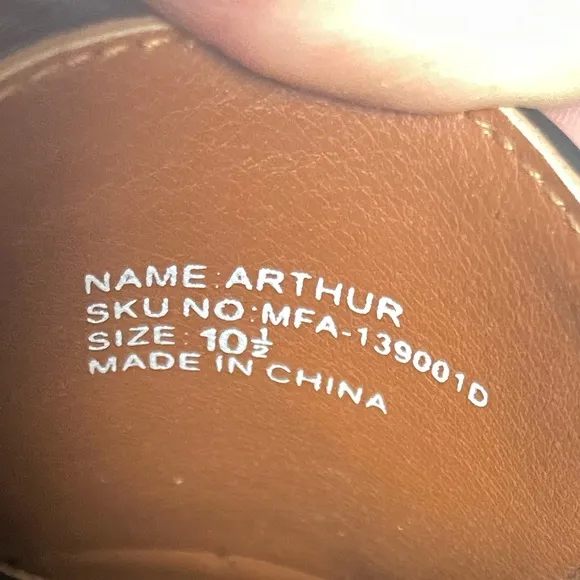 NAME:ARTHUR
SKU NO:MFA-139001D
SIZE: 10½
MADE IN CHINA